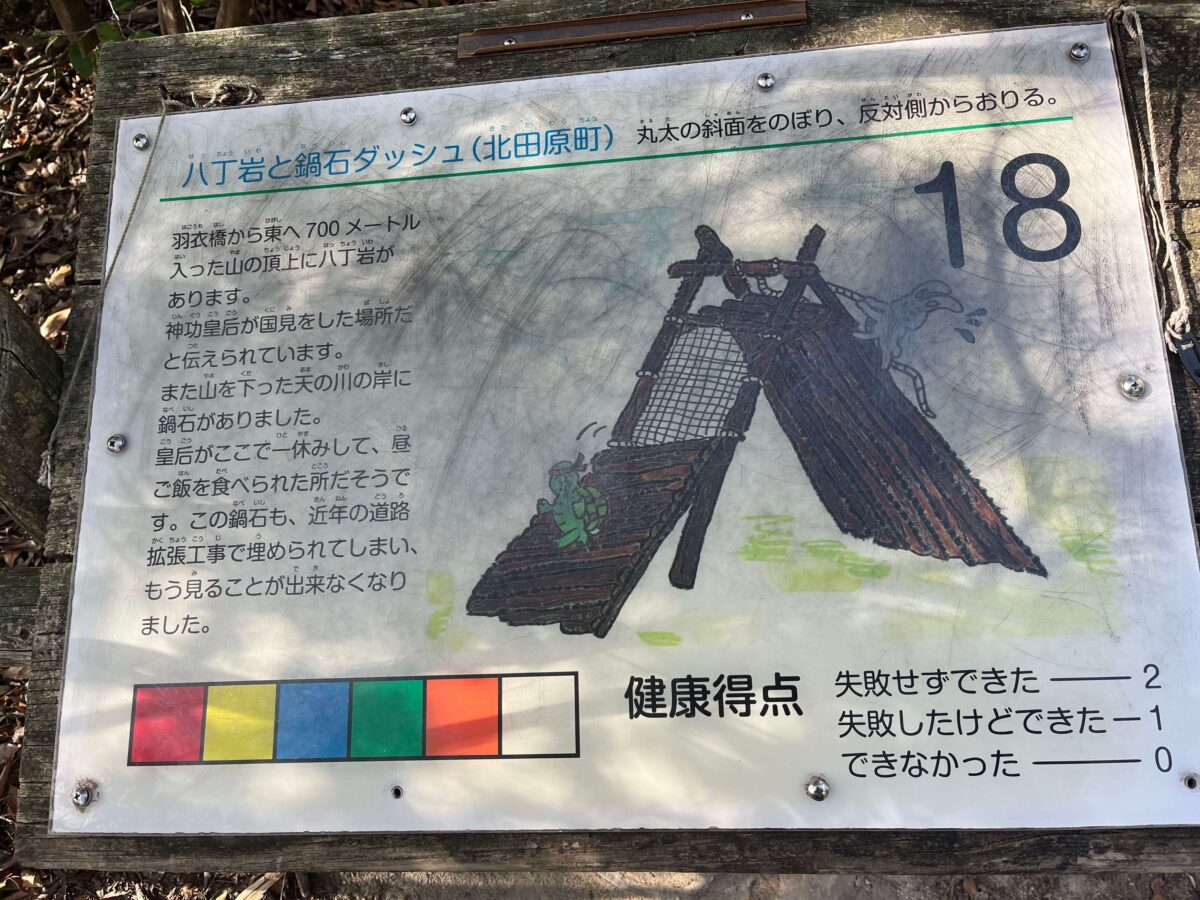 八丁岩と鍋石ダッシュ(北田原町) 丸太の斜面をのぼり、反対側からおりる。
18
羽衣橋から東へ700メートル
入った山の頂上に八丁岩が
あります。
神功皇后が国見をした場所だ
と伝えられています。
また山を下った天の川の岸に
鍋石がありました。
皇后がここで一休みして、昼
ご飯を食べられた所だそうで
す。この鍋石も、近年の道路
拡張工事で埋められてしまい、
もう見ることが出来なくなり
ました。
健康得点
失敗せずできた ── 2
失敗したけどできた ─ 1
できなかった ─── 0